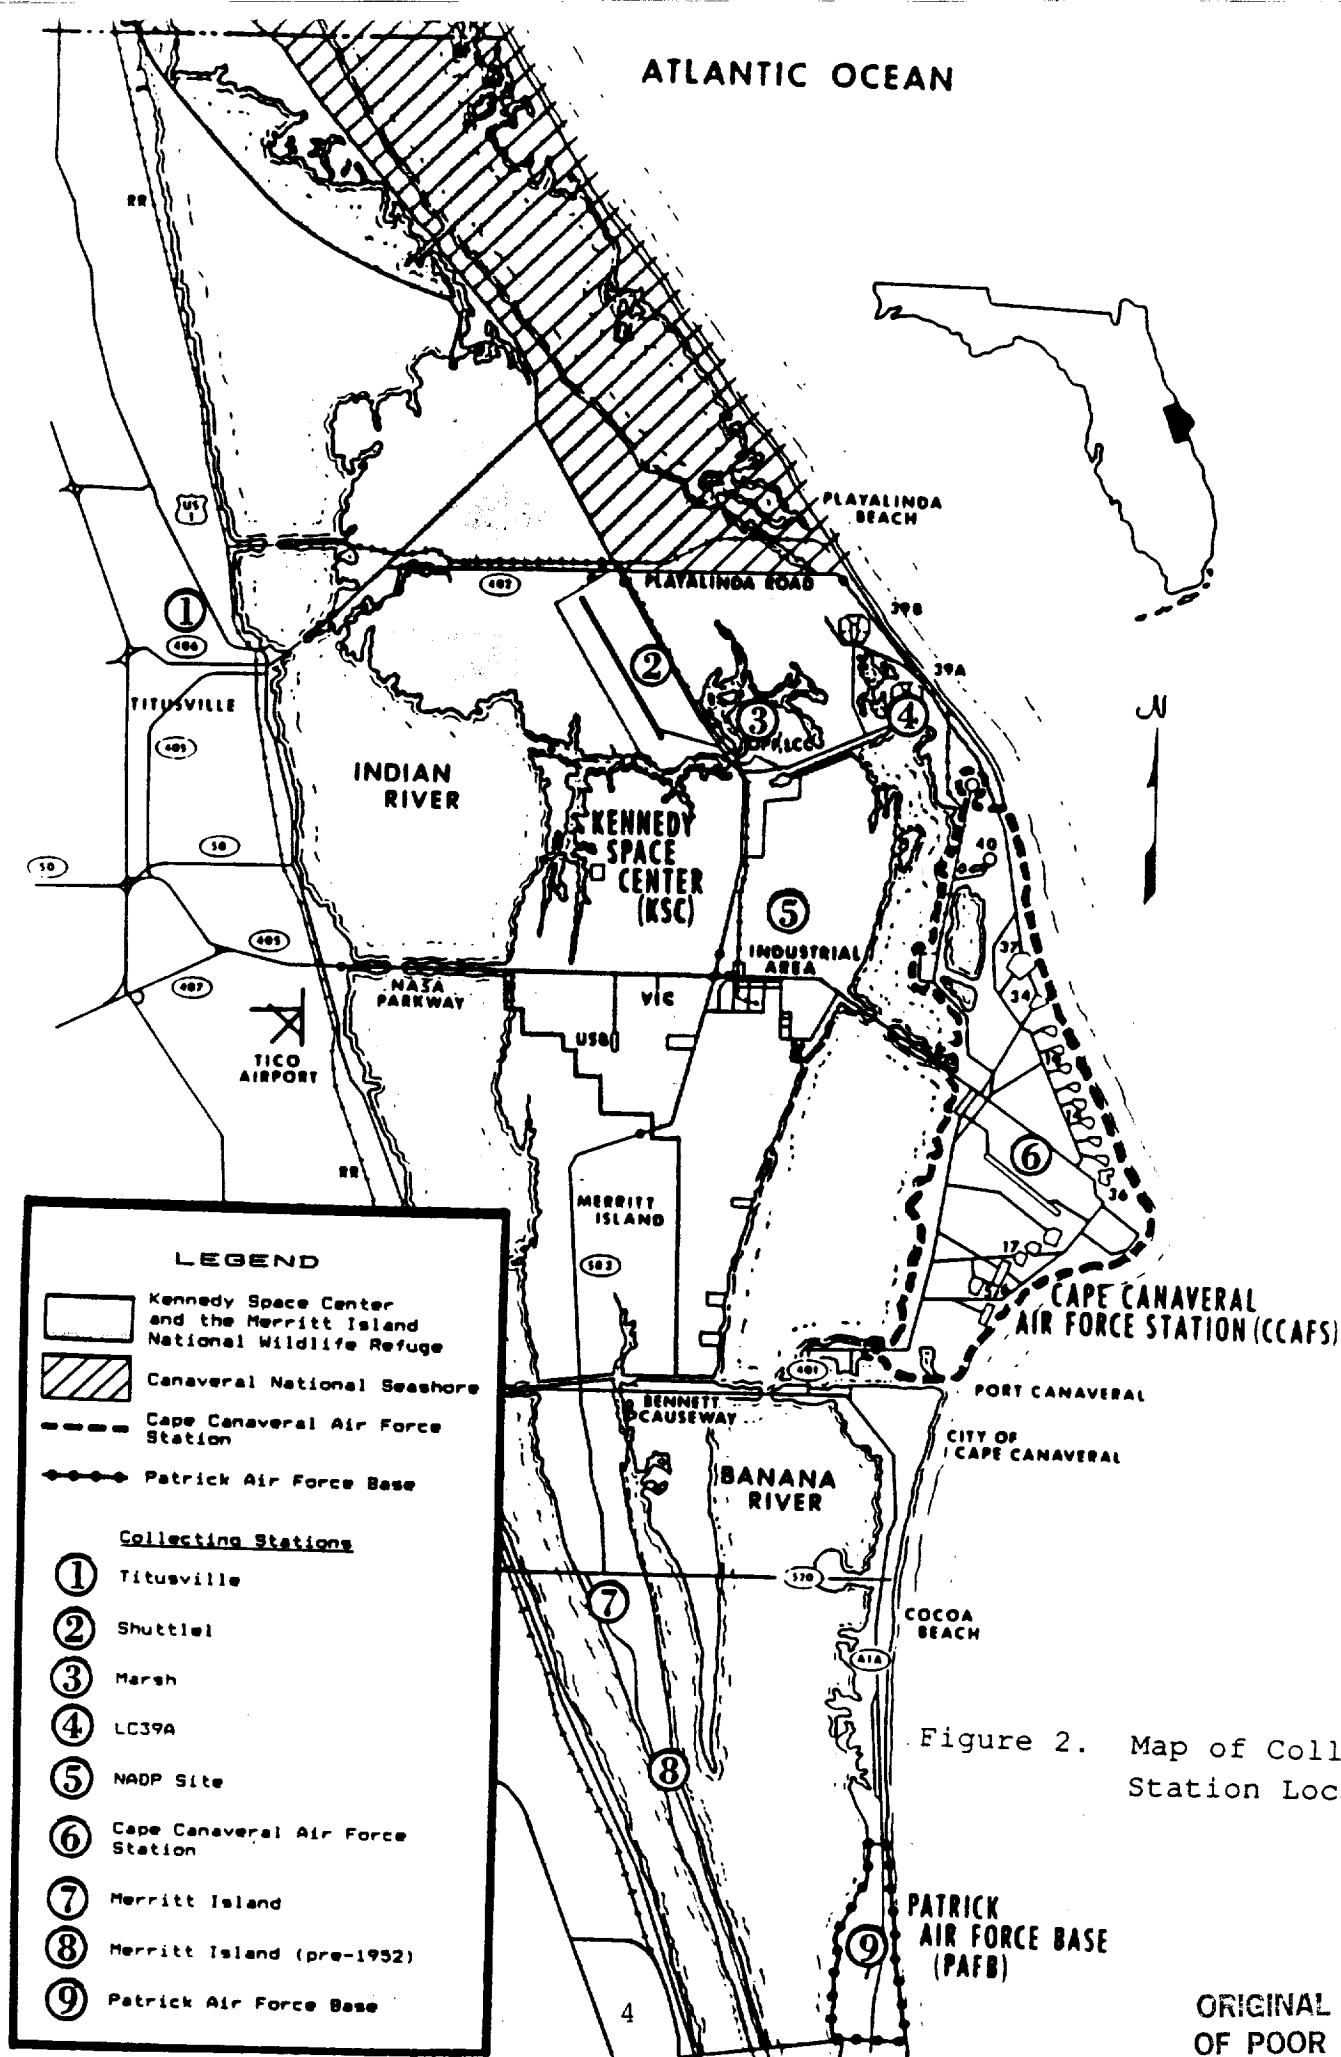 ATLANTIC OCEAN
RR
US
1
PLAYALINDA
BEACH
402
PLAYALINDA ROAD
39B
1
406
2
39A
TITUSVILLE
3
4
N
405
INDIAN
RIVER
KENNEDY
SPACE
CENTER
(KSC)
40
50
50
5
405
INDUSTRIAL
AREA
37
NASA
PARKWAY
VIC
34
407
USB
TICO
AIRPORT
6
RR
36
MERRITT
ISLAND
17
503
CAPE CANAVERAL
AIR FORCE STATION (CCAFS)
401
PORT CANAVERAL
BENNETT
CAUSEWAY
CITY OF
CAPE CANAVERAL
BANANA
RIVER
520
7
COCOA
BEACH
A1A
8
PATRICK
AIR FORCE BASE
(PAFB)
9
LEGEND
Kennedy Space Center
and the Merritt Island
National Wildlife Refuge
Canaveral National Seashore
Cape Canaveral Air Force
Station
Patrick Air Force Base
Collecting Stations
1 Titusville
2 Shuttle1
3 Marsh
4 LC39A
5 NADP Site
6 Cape Canaveral Air Force
Station
7 Merritt Island
8 Merritt Island (pre-1952)
9 Patrick Air Force Base
Figure 2. Map of Coll
Station Loc
4
ORIGINAL
OF POOR